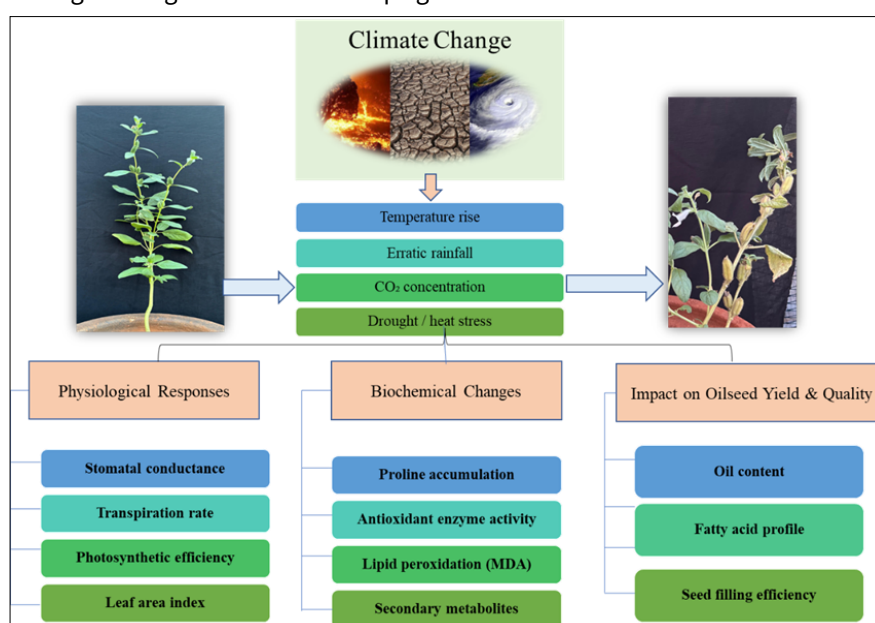 Climate Change
Temperature rise
Erratic rainfall
CO₂ concentration
Drought / heat stress
Physiological Responses
Stomatal conductance
Transpiration rate
Photosynthetic efficiency
Leaf area index
Biochemical Changes
Proline accumulation
Antioxidant enzyme activity
Lipid peroxidation (MDA)
Secondary metabolites
Impact on Oilseed Yield & Quality
Oil content
Fatty acid profile
Seed filling efficiency